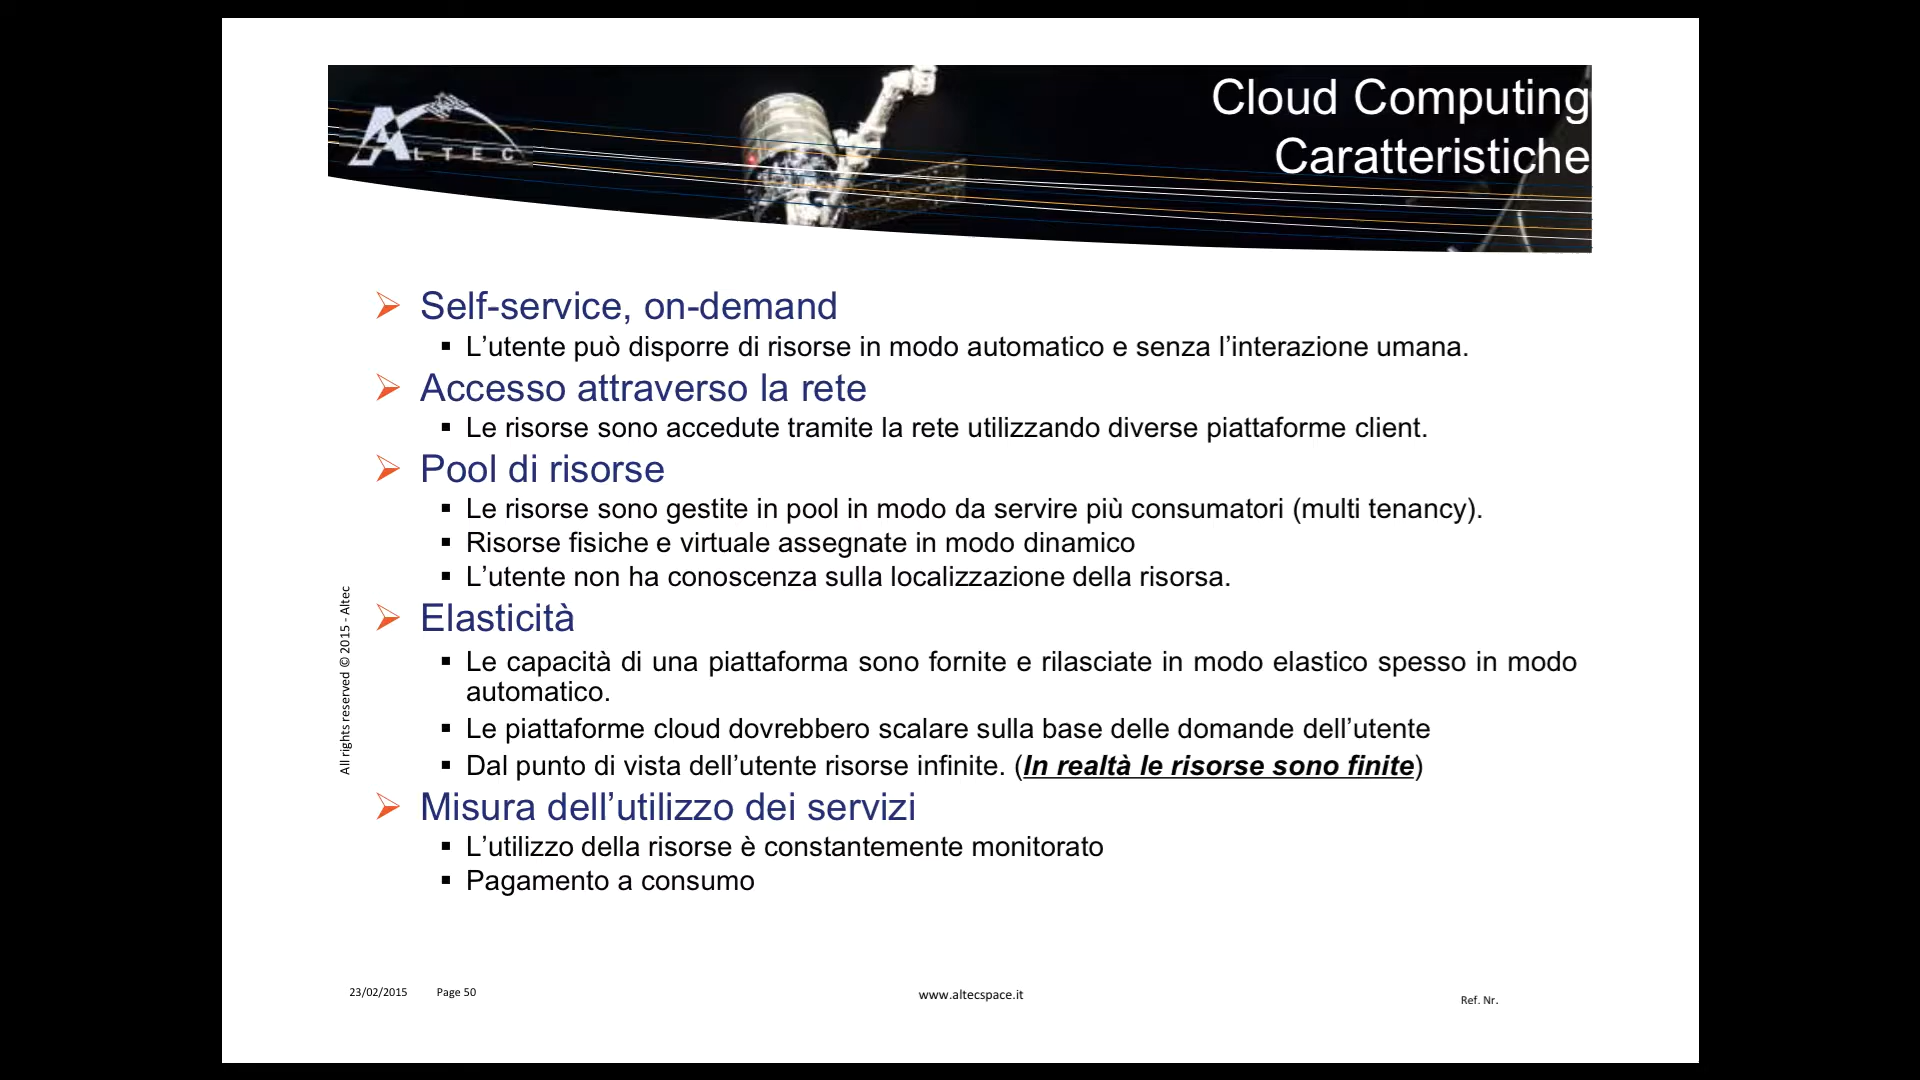 ALTEC
Cloud Computing
Caratteristiche
Self-service, on-demand
L’utente può disporre di risorse in modo automatico e senza l’interazione umana.
Accesso attraverso la rete
Le risorse sono accedute tramite la rete utilizzando diverse piattaforme client.
Pool di risorse
Le risorse sono gestite in pool in modo da servire più consumatori (multi tenancy).
Risorse fisiche e virtuale assegnate in modo dinamico
L’utente non ha conoscenza sulla localizzazione della risorsa.
Elasticità
Le capacità di una piattaforma sono fornite e rilasciate in modo elastico spesso in modo
automatico.
Le piattaforme cloud dovrebbero scalare sulla base delle domande dell’utente
Dal punto di vista dell’utente risorse infinite. (In realtà le risorse sono finite)
Misura dell’utilizzo dei servizi
L’utilizzo della risorse è constantemente monitorato
Pagamento a consumo
All rights reserved © 2015 - Altec
23/02/2015 Page 50
www.altecspace.it
Ref. Nr.